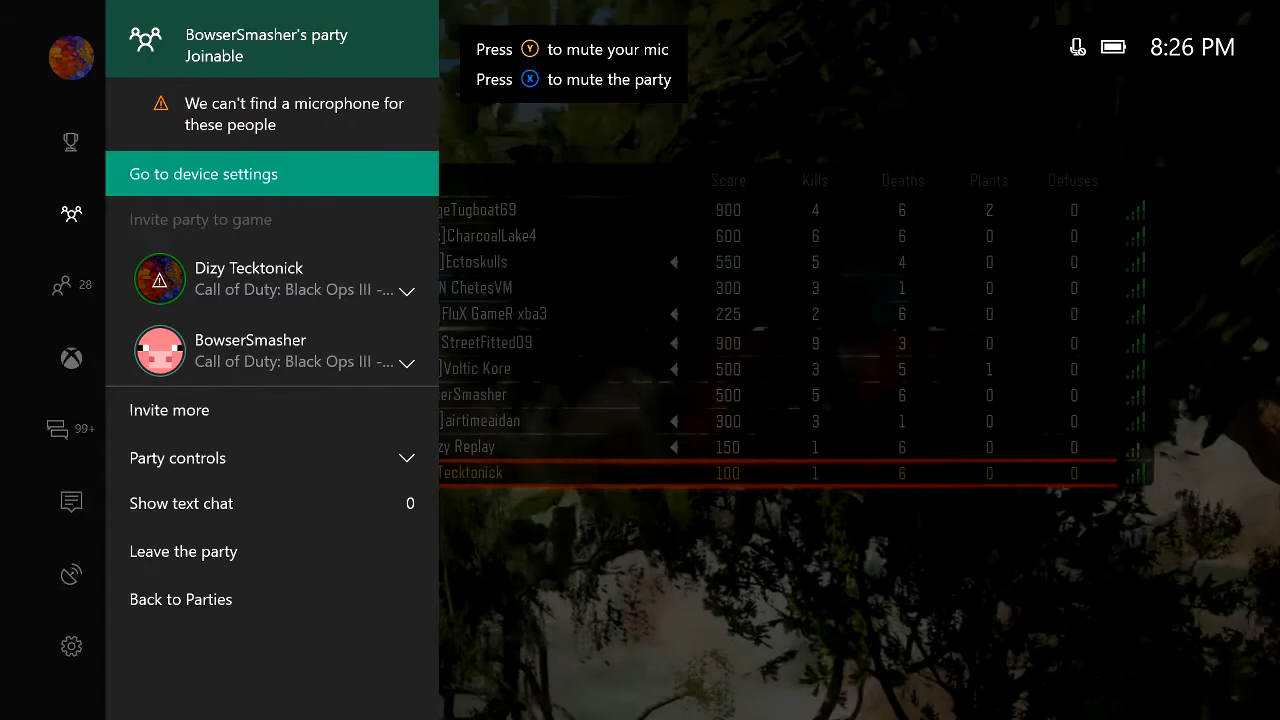 BowserSmasher's party
Joinable
We can't find a microphone for
these people
Go to device settings
Invite party to game
Dizy Tecktonick
Call of Duty: Black Ops III -...
BowserSmasher
Call of Duty: Black Ops III -...
Invite more
Party controls
Show text chat 0
Leave the party
Back to Parties
28
99+
Press Y to mute your mic
Press X to mute the party
8:26 PM
Score Kills Deaths Plants Defuses
geTugboat69 900 4 6 2 0
]CharcoalLake4 600 6 6 0 0
]Ectoskulls 550 5 4 0 0
N ChetesVM 300 3 1 0 0
FluX GameR xba3 225 2 6 0 0
StreetFitted09 900 9 3 0 0
]Voltic Kore 500 3 5 1 0
erSmasher 500 5 6 0 0
]airtimeaidan 300 3 1 0 0
zy Replay 150 1 6 0 0
Tecktonick 100 1 6 0 0